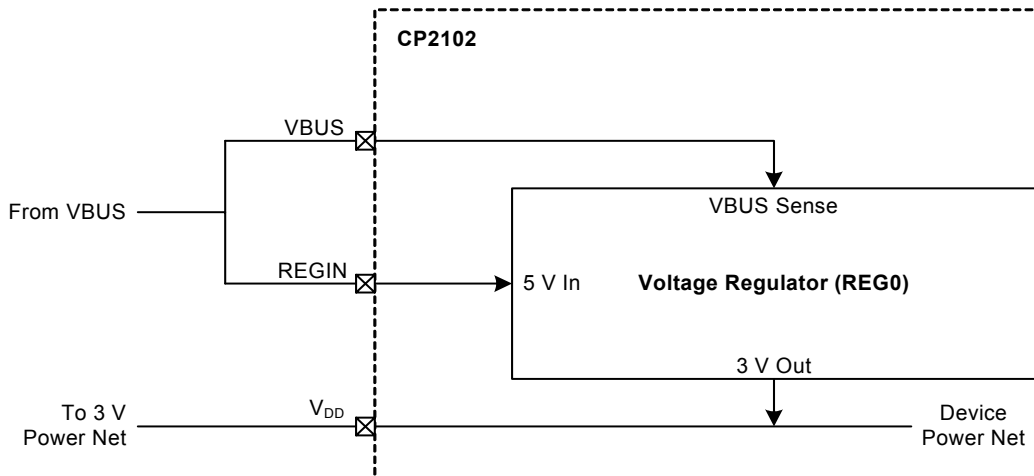 CP2102
VBUS
From VBUS
VBUS Sense
REGIN
5 V In
Voltage Regulator (REG0)
3 V Out
To 3 V
Power Net
VDD
Device
Power Net